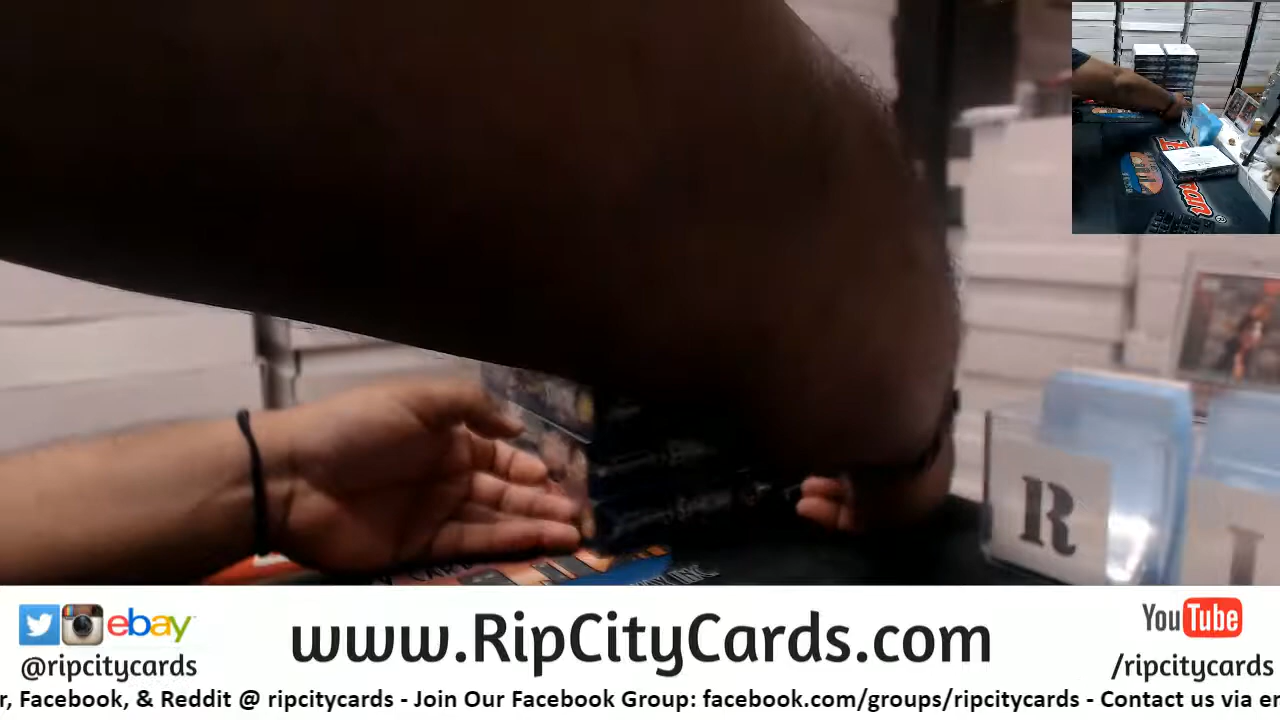 R
I
ebay
@ripcitycards
www.RipCityCards.com
YouTube
/ripcitycards
r, Facebook, & Reddit @ ripcitycards - Join Our Facebook Group: facebook.com/groups/ripcitycards - Contact us via e